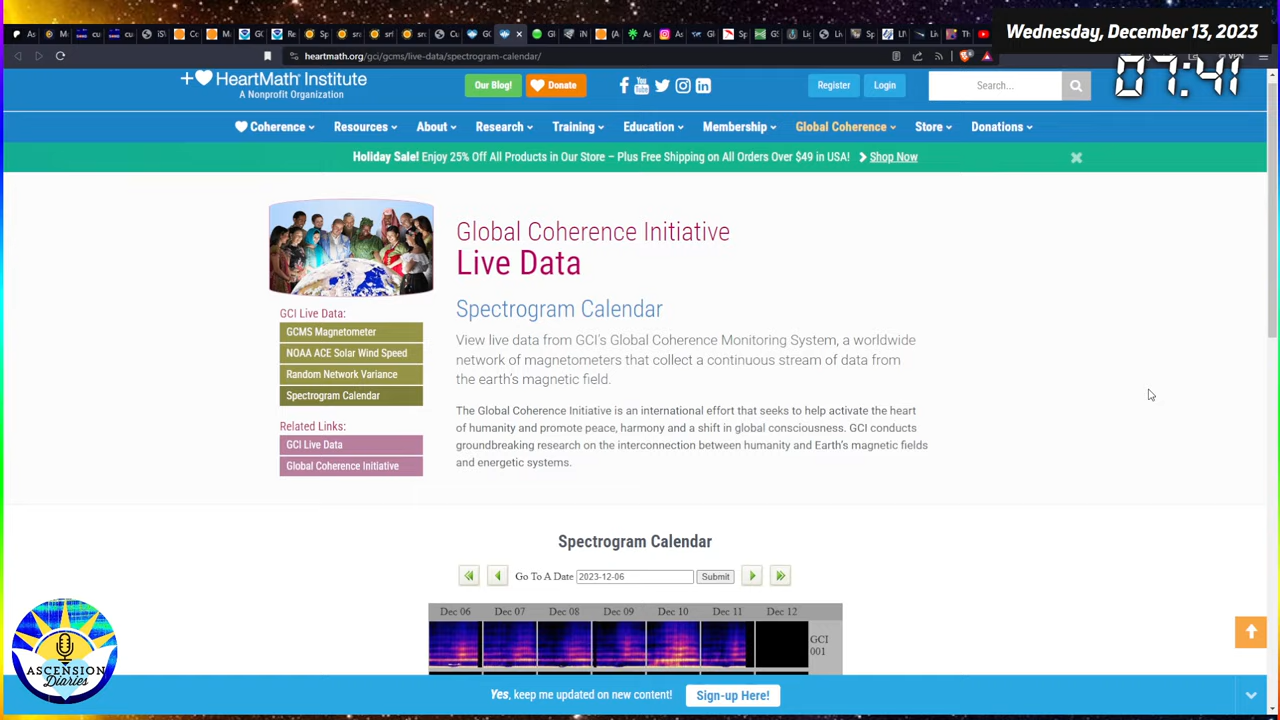 Wednesday, December 13, 2023
07:41
heartmath.org/gci/gcms/live-data/spectrogram-calendar/
HeartMath Institute
A Nonprofit Organization
Our Blog!
Donate
You Tube
Search...
Register
Login
Coherence
Resources
About
Research
Training
Education
Membership
Global Coherence
Store
Donations
Holiday Sale! Enjoy 25% Off All Products in Our Store – Plus Free Shipping on All Orders Over $49 in USA! Shop Now
Global Coherence Initiative
Live Data
Spectrogram Calendar
View live data from GCI's Global Coherence Monitoring System, a worldwide
network of magnetometers that collect a continuous stream of data from
the earth's magnetic field.
The Global Coherence Initiative is an international effort that seeks to help activate the heart
of humanity and promote peace, harmony and a shift in global consciousness. GCI conducts
groundbreaking research on the interconnection between humanity and Earth's magnetic fields
and energetic systems.
GCI Live Data:
GCMS Magnetometer
NOAA ACE Solar Wind Speed
Random Network Variance
Spectrogram Calendar
Related Links:
GCI Live Data
Global Coherence Initiative
Spectrogram Calendar
Go To A Date 2023-12-06 Submit
Dec 06 Dec 07 Dec 08 Dec 09 Dec 10 Dec 11 Dec 12
GCI
001
Yes, keep me updated on new content! Sign-up Here!
ASCENSION
Diaries